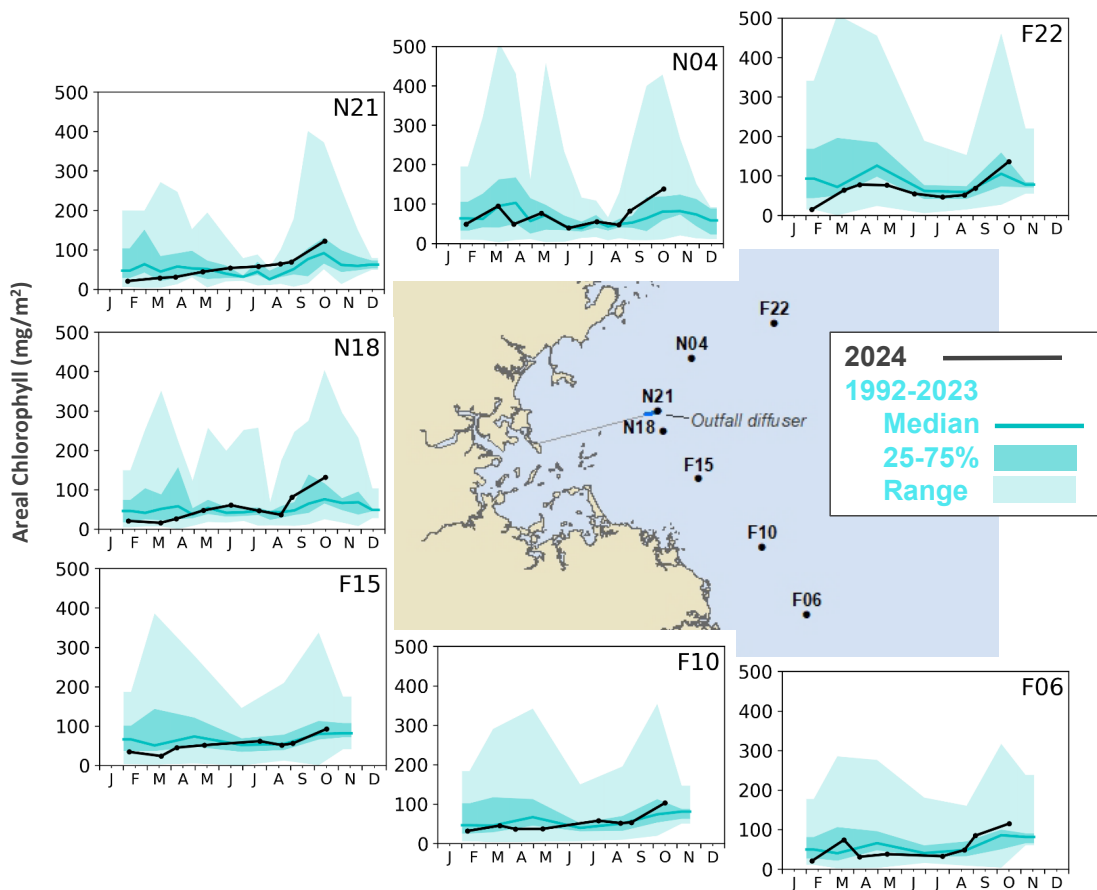 Areal Chlorophyll (mg/m²)
N21
500
400
300
200
100
0
J F M A M J J A S O N D
N04
500
400
300
200
100
0
J F M A M J J A S O N D
F22
500
400
300
200
100
0
J F M A M J J A S O N D
N18
500
400
300
200
100
0
J F M A M J J A S O N D
F22
N04
N21
N18
Outfall diffuser
F15
F10
F06
2024
1992-2023
Median
25-75%
Range
F15
500
400
300
200
100
0
J F M A M J J A S O N D
F10
500
400
300
200
100
0
J F M A M J J A S O N D
F06
500
400
300
200
100
0
J F M A M J J A S O N D